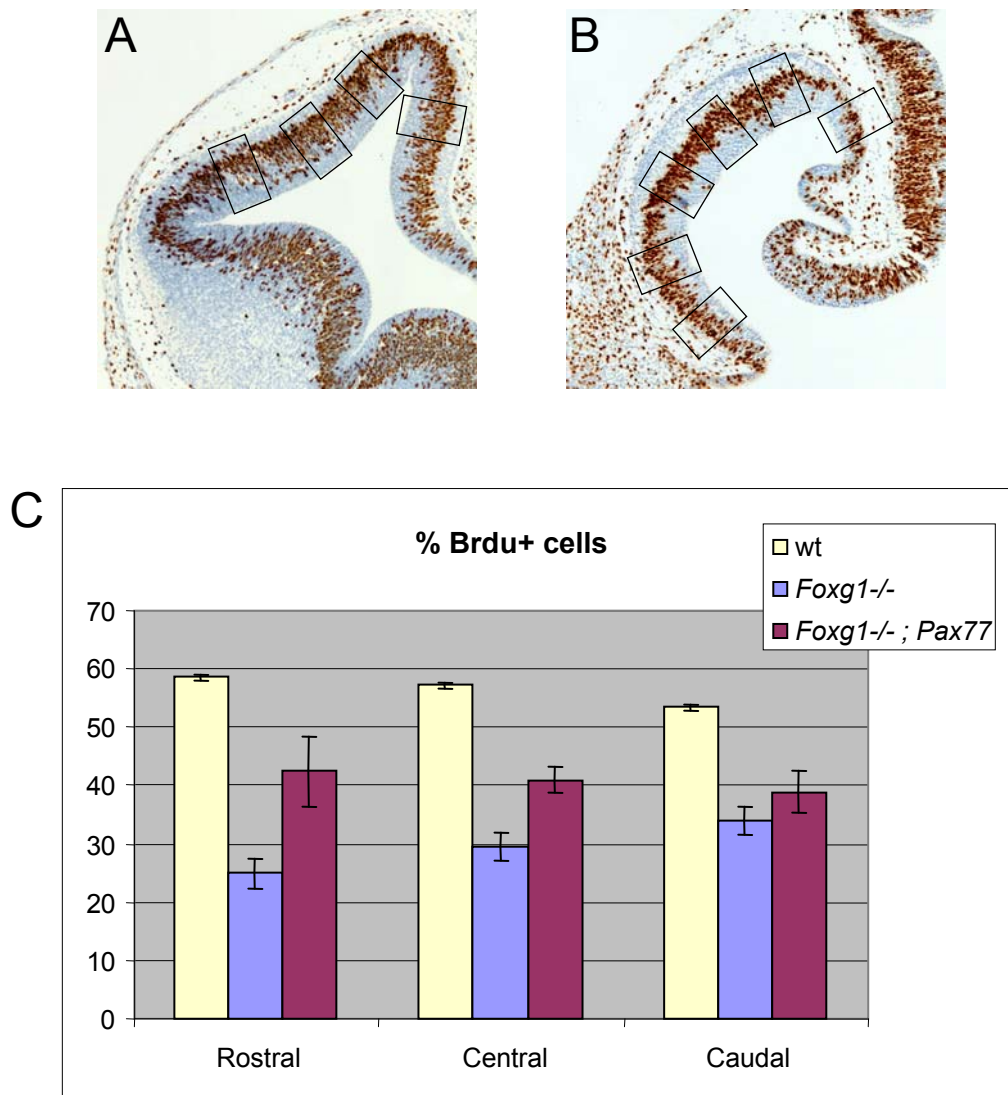 A
B
C
% Brdu+ cells
wt
Foxg1-/-
Foxg1-/- ; Pax77
70
60
50
40
30
20
10
0
Rostral Central Caudal